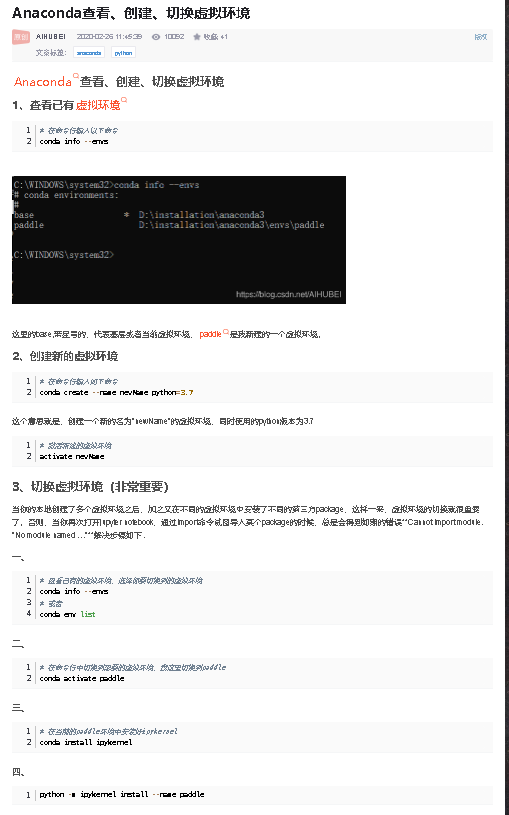 Anaconda查看、创建、切换虚拟环境
原创 AIHUBEI 2020-02-26 11:45:39 10092 收藏 41 版权
文章标签： anaconda python
Anaconda查看、创建、切换虚拟环境
1、查看已有虚拟环境
1 # 在命令行输入以下命令
2 conda info --envs
C:\WINDOWS\system32>conda info --envs
# conda environments:
#
base * D:\installation\anaconda3
paddle D:\installation\anaconda3\envs\paddle
C:\WINDOWS\system32>
https://blog.csdn.net/AIHUBEI
这里的base,带星号的，代表基层或者当前虚拟环境， paddle是我新建的一个虚拟环境。
2、创建新的虚拟环境
1 # 在命令行输入如下命令
2 conda create --name newName python=3.7
这个意思就是，创建一个新的名为"newName"的虚拟环境，同时使用的python版本为3.7
1 # 激活新建的虚拟环境
2 activate newName
3、切换虚拟环境（非常重要）
当你的本地创建了多个虚拟环境之后，加之又在不同的虚拟环境中安装了不同的第三方package，这样一来，虚拟环境的切换就很重要
了。否则，当你再次打开jupyter notebook，通过import命令试图导入某个package的时候，总是会得到如期的错误**Cannot import module.
"No module named ..."**解决步骤如下.
一、
1 # 查看已有的虚拟环境，选择你要切换到的虚拟环境
2 conda info --envs
3 # 或者
4 conda env list
二、
1 # 在命令行中切换到想要的虚拟环境，我这里切换到paddle
2 conda activate paddle
三、
1 # 在当前的paddle环境中安装好ipykernel
2 conda install ipykernel
四、
1 python -m ipykernel install --name paddle